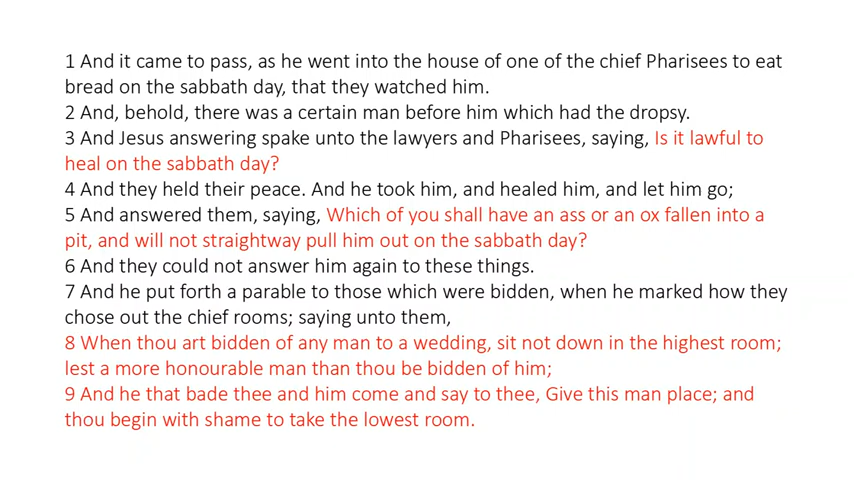 1 And it came to pass, as he went into the house of one of the chief Pharisees to eat
bread on the sabbath day, that they watched him.
2 And, behold, there was a certain man before him which had the dropsy.
3 And Jesus answering spake unto the lawyers and Pharisees, saying, Is it lawful to
heal on the sabbath day?
4 And they held their peace. And he took him, and healed him, and let him go;
5 And answered them, saying, Which of you shall have an ass or an ox fallen into a
pit, and will not straightway pull him out on the sabbath day?
6 And they could not answer him again to these things.
7 And he put forth a parable to those which were bidden, when he marked how they
chose out the chief rooms; saying unto them,
8 When thou art bidden of any man to a wedding, sit not down in the highest room;
lest a more honourable man than thou be bidden of him;
9 And he that bade thee and him come and say to thee, Give this man place; and
thou begin with shame to take the lowest room.